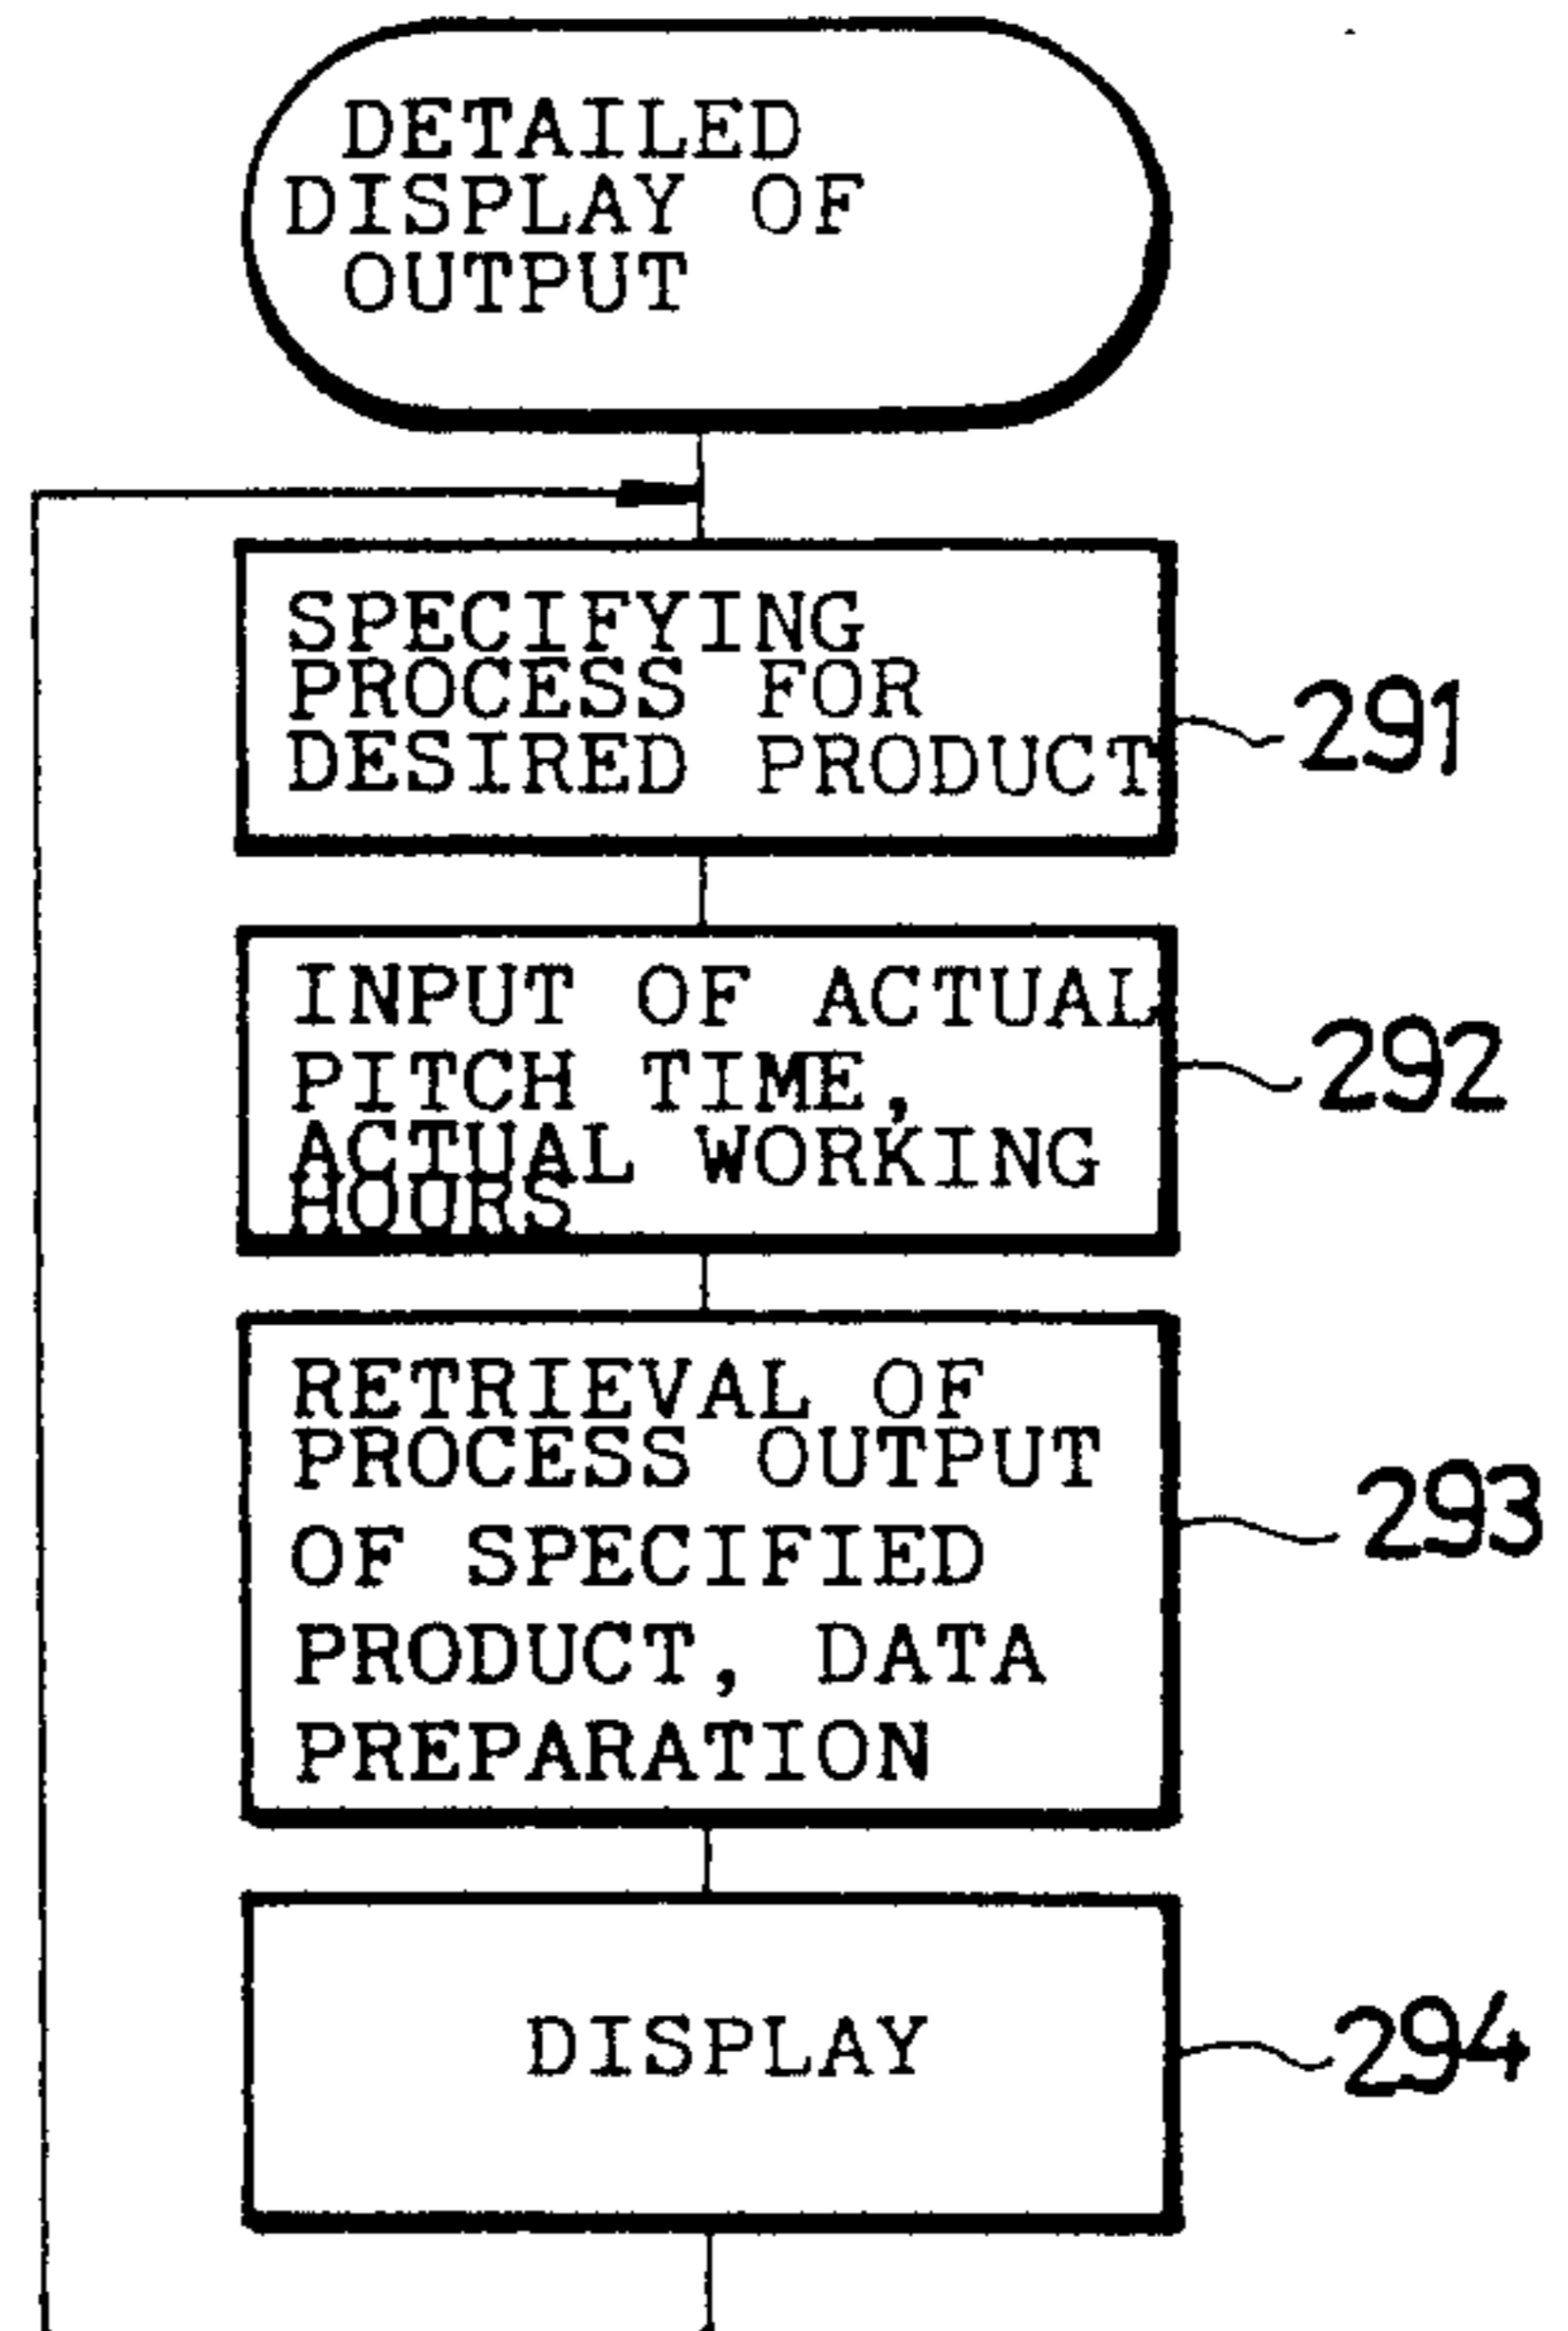 DETAILED
DISPLAY OF
OUTPUT
SPECIFYING
PROCESS FOR
DESIRED PRODUCT
291
INPUT OF ACTUAL
PITCH TIME,
ACTUAL WORKING
HOURS
292
RETRIEVAL OF
PROCESS OUTPUT
OF SPECIFIED
PRODUCT, DATA
PREPARATION
293
DISPLAY
294